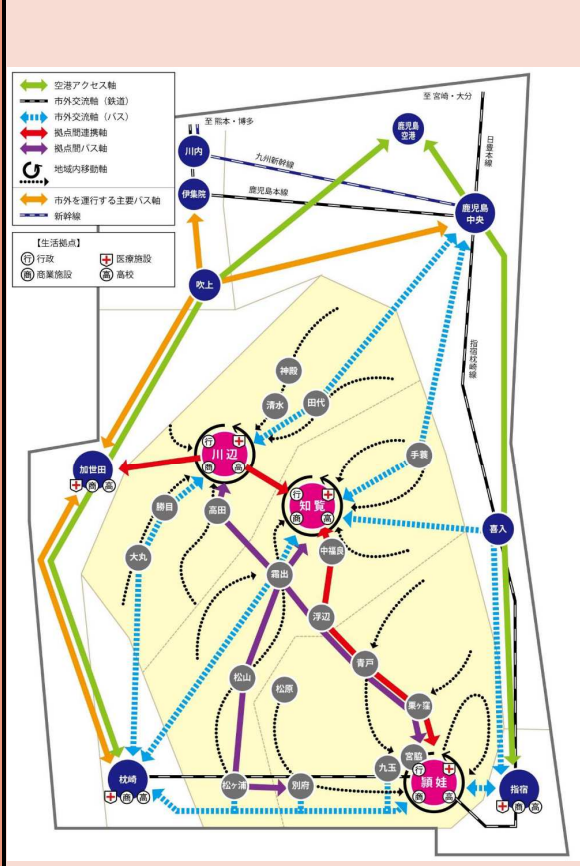 空港アクセス軸
市外交流軸（鉄道）
市外交流軸（バス）
拠点間連携軸
拠点間バス軸
地域内移動軸
市外を運行する主要バス軸
新幹線
【生活拠点】
行 行政
医療施設
商 商業施設
高 高校
至 宮崎・大分
至 熊本・博多
鹿児島
空港
日豊本線
川内
九州新幹線
伊集院
鹿児島本線
鹿児島
中央
吹上
指宿枕崎線
神殿
清水
田代
行
川辺
商
高
手蓑
加世田
商
高
行
知覧
商
高
勝目
高田
喜入
中福良
大丸
霜出
浮辺
青戸
松山
松原
栗ヶ窪
宮脇
九玉
行
頴娃
商
高
枕崎
商
高
松ヶ浦
別府
指宿
商
高